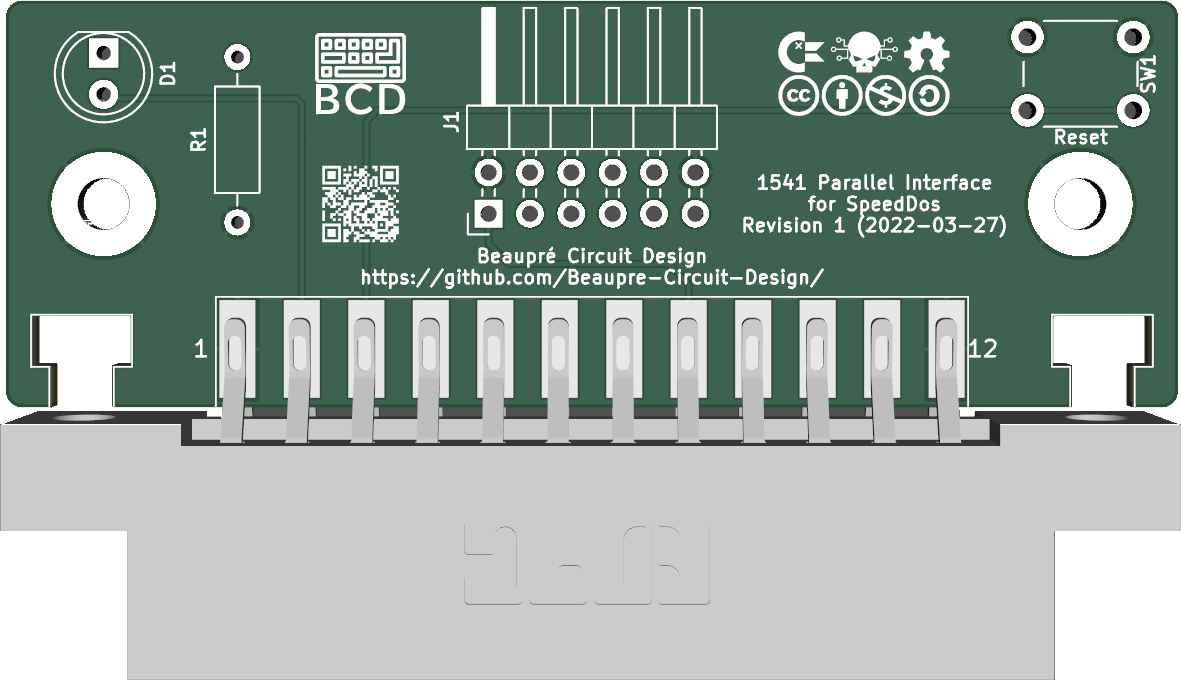 D1
BCD
R1
J1
cc
$
SW1
Reset
1541 Parallel Interface
for SpeedDos
Revision 1 (2022-03-27)
Beaupré Circuit Design
https://github.com/Beaupre-Circuit-Design/
1
12